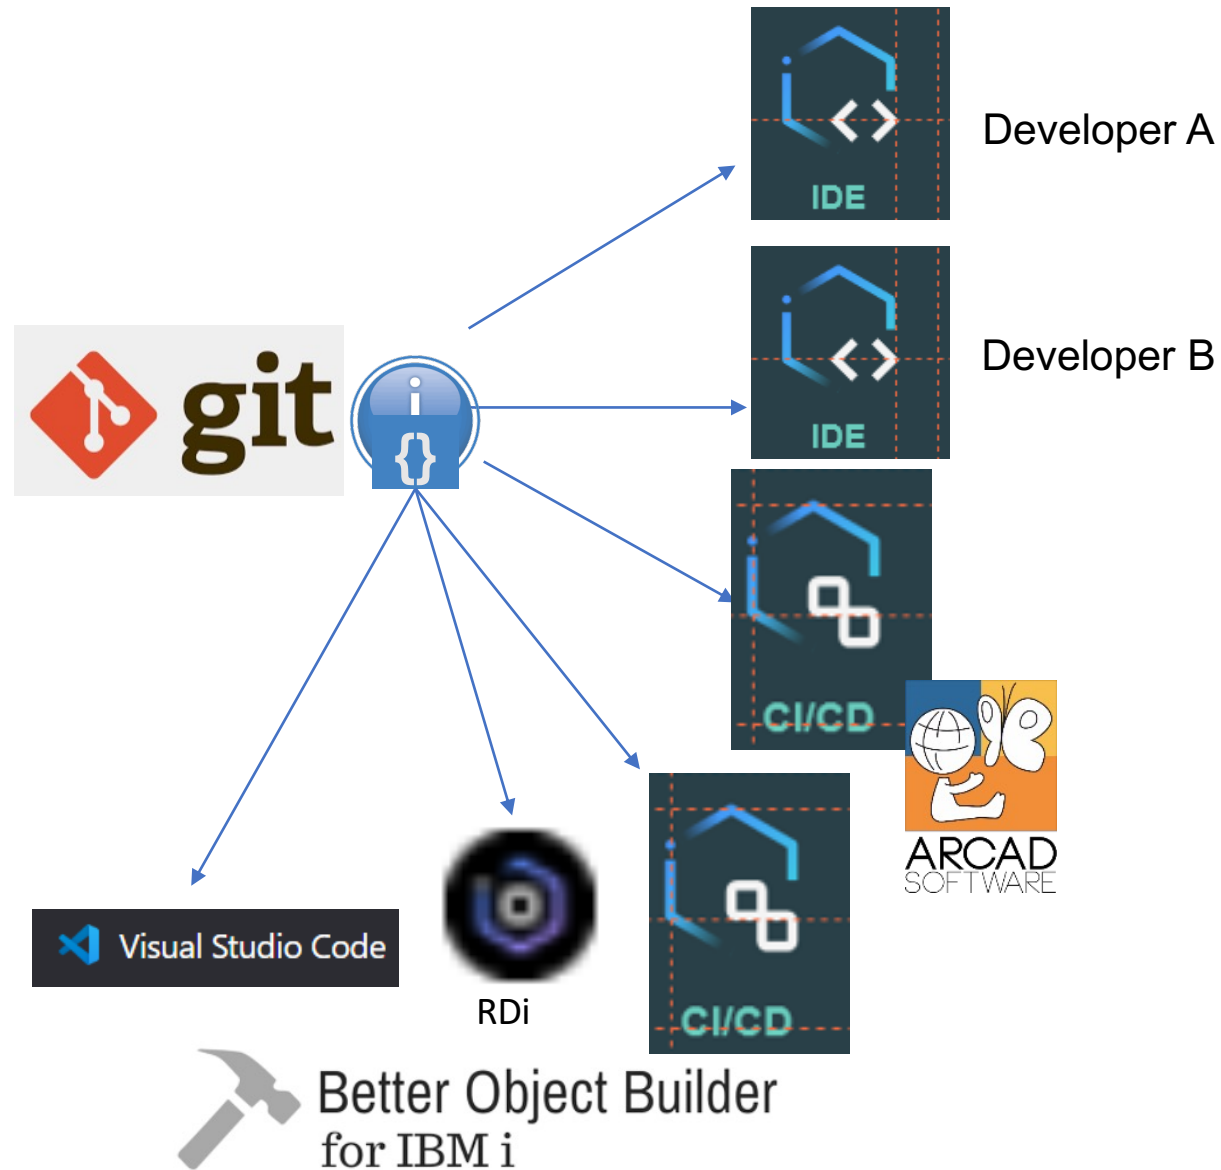 IDE
Developer A
git
i
{}
IDE
Developer B
CI/CD
ARCAD
SOFTWARE
Visual Studio Code
RDi
CI/CD
Better Object Builder
for IBM i